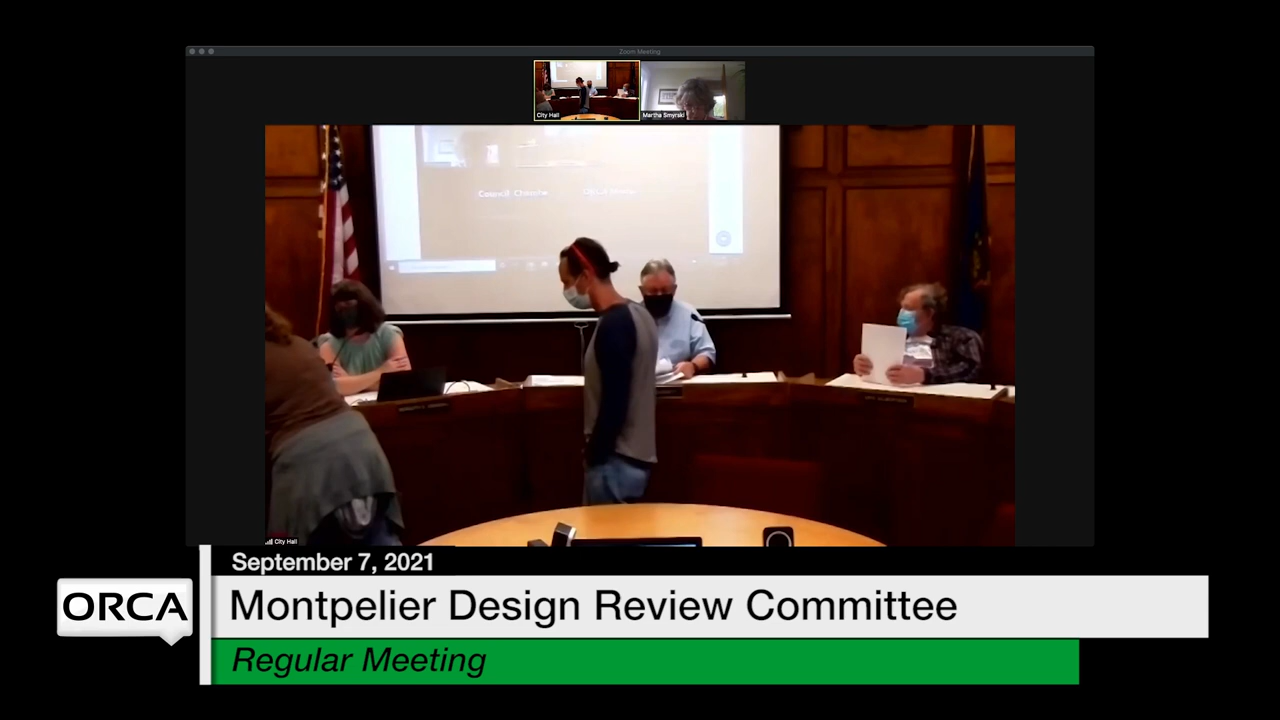 Zoom Meeting
City Hall
Martha Smyrski
Council Chamber
City Hall
September 7, 2021
ORCA
Montpelier Design Review Committee
Regular Meeting